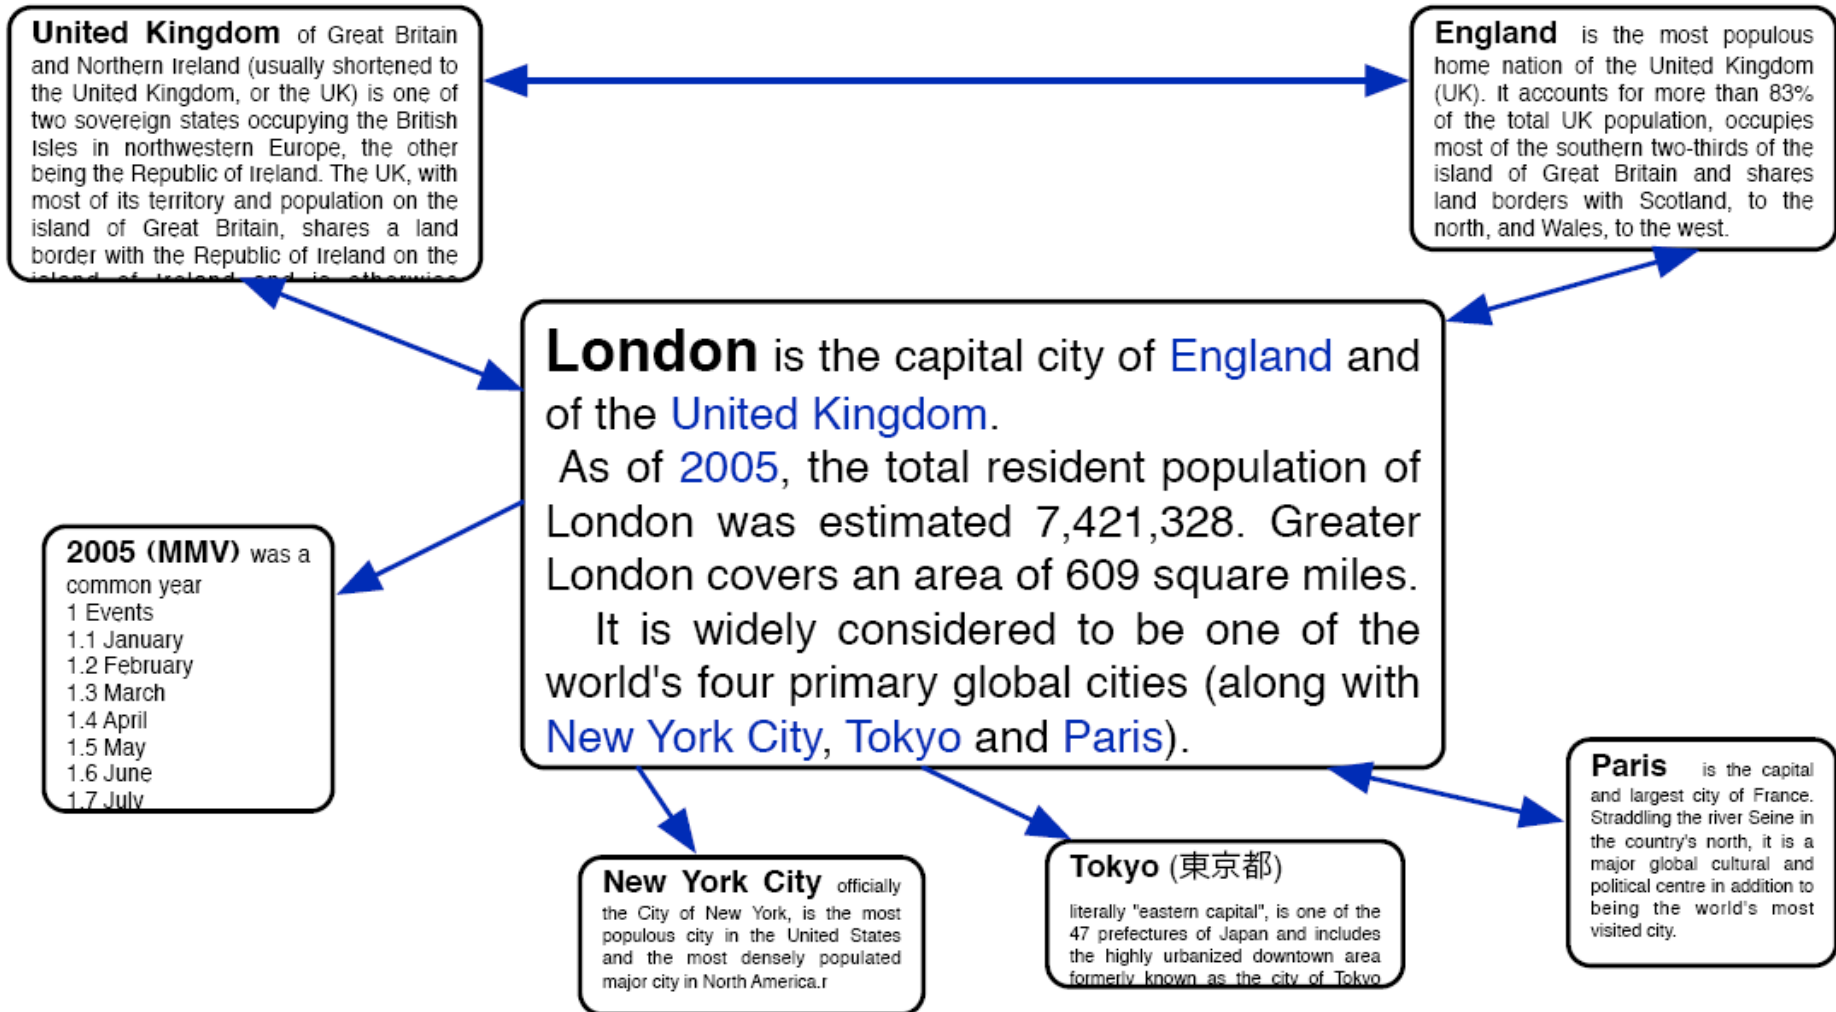 United Kingdom of Great Britain
and Northern Ireland (usually shortened to
the United Kingdom, or the UK) is one of
two sovereign states occupying the British
Isles in northwestern Europe, the other
being the Republic of Ireland. The UK, with
most of its territory and population on the
island of Great Britain, shares a land
border with the Republic of Ireland on the
island of Ireland and is otherwise
England is the most populous
home nation of the United Kingdom
(UK). It accounts for more than 83%
of the total UK population, occupies
most of the southern two-thirds of the
island of Great Britain and shares
land borders with Scotland, to the
north, and Wales, to the west.
London is the capital city of England and
of the United Kingdom.
As of 2005, the total resident population of
London was estimated 7,421,328. Greater
London covers an area of 609 square miles.
It is widely considered to be one of the
world's four primary global cities (along with
New York City, Tokyo and Paris).
2005 (MMV) was a
common year
1 Events
1.1 January
1.2 February
1.3 March
1.4 April
1.5 May
1.6 June
1.7 July
New York City officially
the City of New York, is the most
populous city in the United States
and the most densely populated
major city in North America.r
Tokyo (東京都)
literally "eastern capital", is one of the
47 prefectures of Japan and includes
the highly urbanized downtown area
formerly known as the city of Tokyo
Paris is the capital
and largest city of France.
Straddling the river Seine in
the country's north, it is a
major global cultural and
political centre in addition to
being the world's most
visited city.